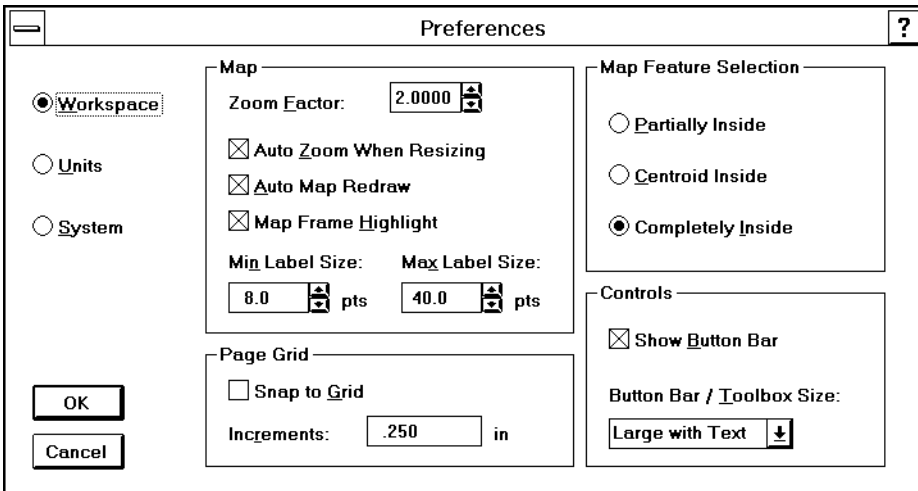 Preferences
?
Workspace
Units
System
OK
Cancel
Map
Zoom Factor: 2.0000
Auto Zoom When Resizing
Auto Map Redraw
Map Frame Highlight
Min Label Size: Max Label Size:
8.0 pts 40.0 pts
Page Grid
Snap to Grid
Increments: .250 in
Map Feature Selection
Partially Inside
Centroid Inside
Completely Inside
Controls
Show Button Bar
Button Bar / Toolbox Size:
Large with Text